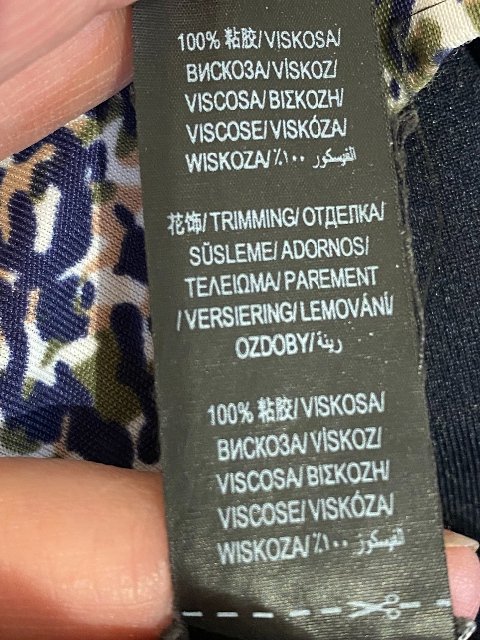 100% 粘胶/ VISKOSA/
ВИСКОЗА/ VİSKOZ/
VISCOSA/ ΒΙΣΚΟΖΗ/
VISCOSE/ VISKÓZA/
WISKOZA/ ٪١٠٠ الفيسكوز
花饰/ TRIMMING/ ОТДЕЛКА/
SÜSLEME/ ADORNOS/
ΤΕΛΕΙΩΜΑ/ PAREMENT
/ VERSIERING/ LEMOVÁNÍ/
OZDOBY/ زينة
100% 粘胶/ VISKOSA/
ВИСКОЗА/ VİSKOZ/
VISCOSA/ ΒΙΣΚΟΖΗ/
VISCOSE/ VISKÓZA/
WISKOZA/ ٪١٠٠ الفيسكوز